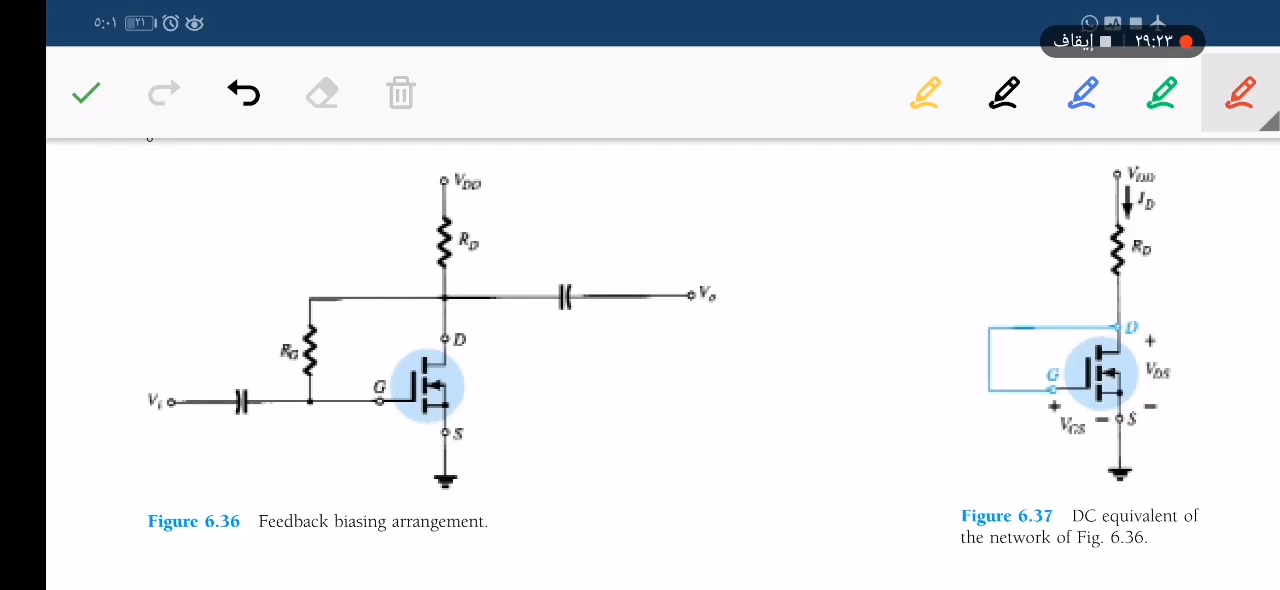 ٥:٠١ ٢١
إيقاف ٢٩:٢٣
V_DD
R_D
V_o
D
R_G
G
V_i
S
Figure 6.36 Feedback biasing arrangement.
V_DD
I_D
R_D
D
+
G
V_DS
+
V_GS
−
S
−
Figure 6.37 DC equivalent of
the network of Fig. 6.36.